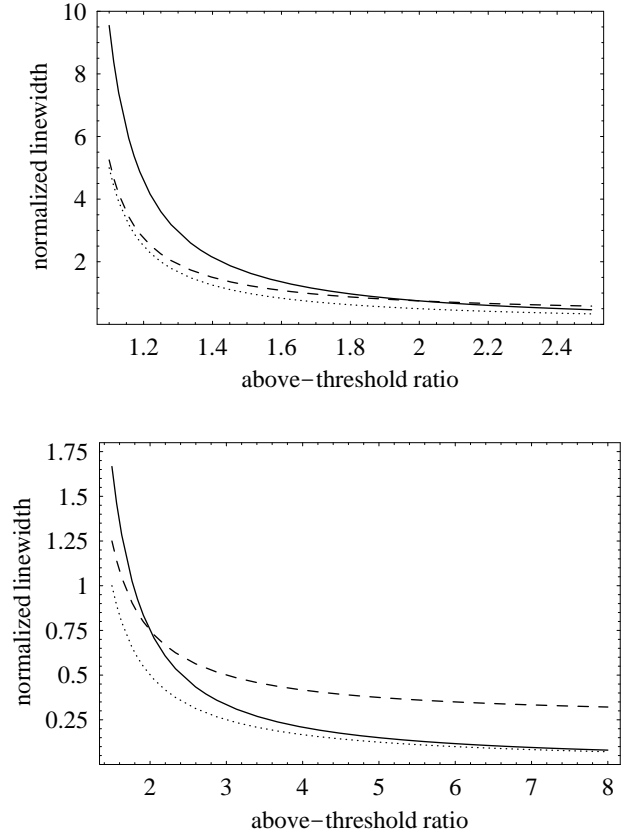 10
8
6
4
2
normalized linewidth
1.2 1.4 1.6 1.8 2 2.2 2.4
above−threshold ratio
1.75
1.5
1.25
1
0.75
0.5
0.25
normalized linewidth
2 3 4 5 6 7 8
above−threshold ratio